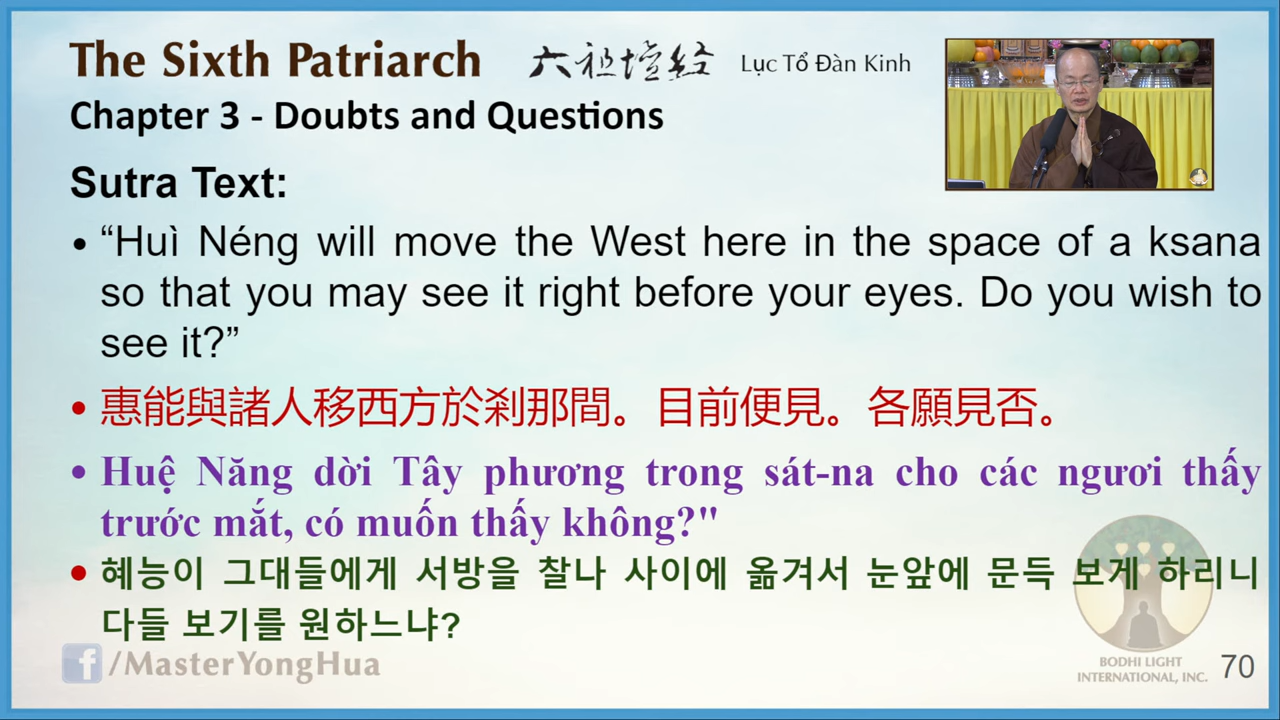 The Sixth Patriarch 六祖壇経 Lục Tổ Đàn Kinh
Chapter 3 - Doubts and Questions
Sutra Text:
• “Huì Néng will move the West here in the space of a ksana
so that you may see it right before your eyes. Do you wish to
see it?”
• 惠能與諸人移西方於剎那間。目前便見。各願見否。
• Huệ Năng dời Tây phương trong sát-na cho các ngươi thấy
trước mắt, có muốn thấy không?"
• 혜능이 그대들에게 서방을 찰나 사이에 옮겨서 눈앞에 문득 보게 하리니
다들 보기를 원하느냐?
f/MasterYongHua
BODHI LIGHT
INTERNATIONAL, INC.
70